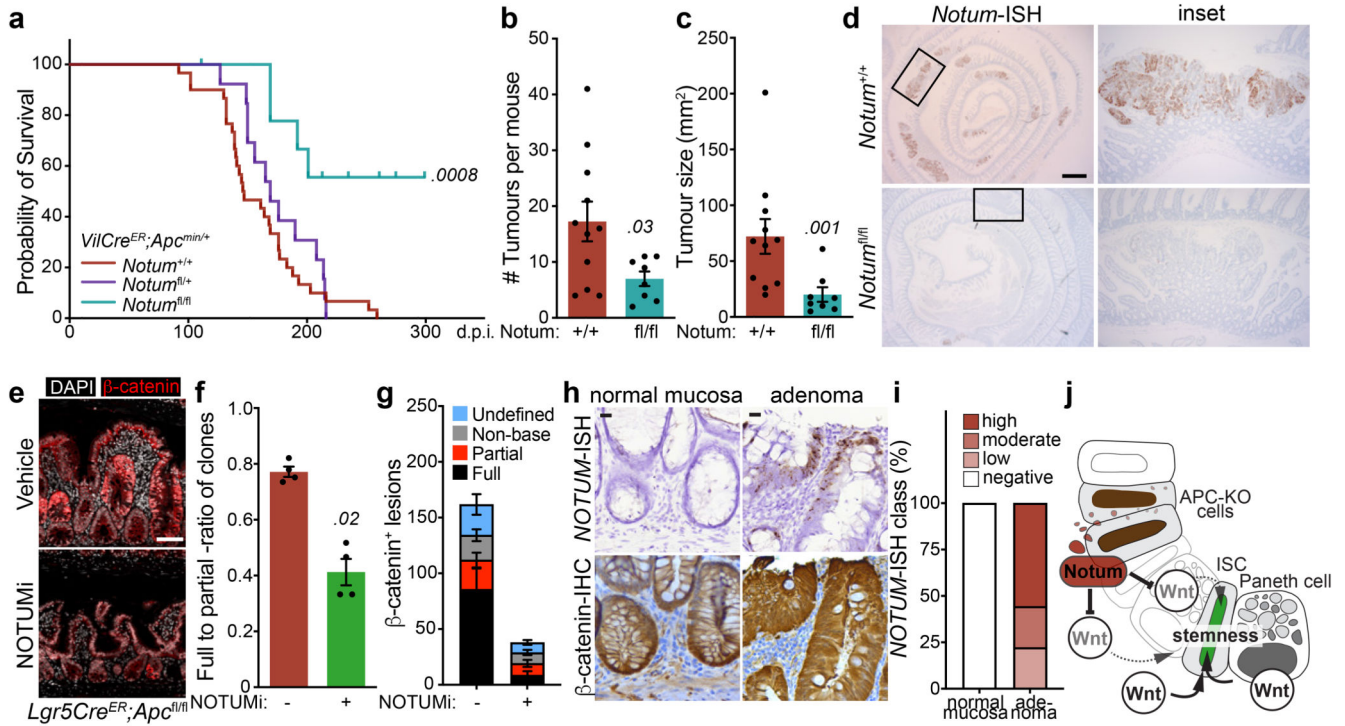 a
Probability of Survival
100
80
60
40
20
0
.0008
VilCreER;Apcmin/+
Notum+/+
Notumfl/+
Notumfl/fl
0 100 200 300 d.p.i.
b
# Tumours per mouse
50
40
30
20
10
0
.03
Notum: +/+ fl/fl
c
Tumour size (mm2)
250
200
150
100
50
0
.001
Notum: +/+ fl/fl
d
Notum-ISH inset
Notum+/+
Notumfl/fl
e
DAPI β-catenin
Vehicle
NOTUMi
Lgr5CreER;Apcfl/fl
f
Full to partial -ratio of clones
1.0
0.8
0.6
0.4
0.2
0
.02
NOTUMi: - +
g
β-catenin+ lesions
250
200
150
100
50
0
Undefined
Non-base
Partial
Full
NOTUMi: - +
h
normal mucosa adenoma
NOTUM-ISH
β-catenin-IHC
i
high
moderate
low
negative
NOTUM-ISH class (%)
100
75
50
25
0
normal
mucosa
ade-
noma
j
APC-KO
cells
Notum
Wnt
Wnt
ISC
Paneth cell
stemness
Wnt
Wnt